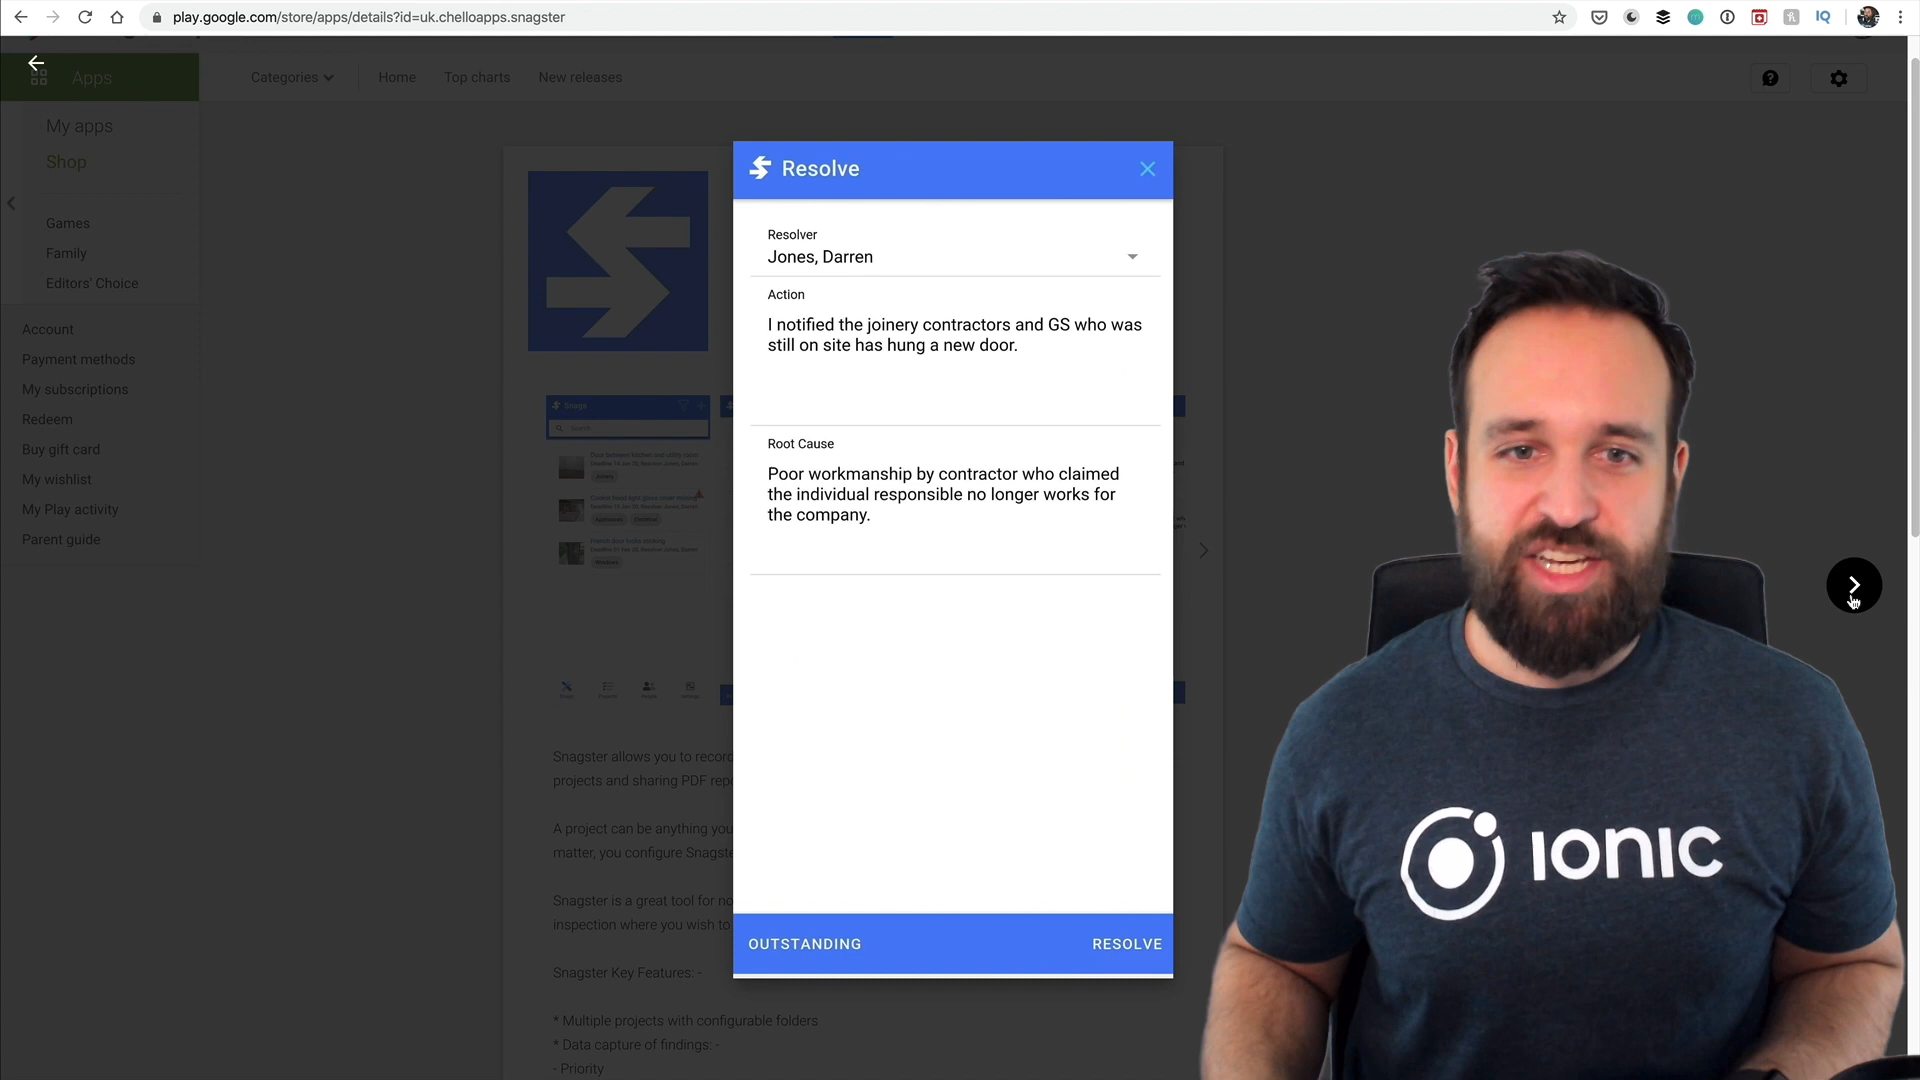 play.google.com/store/apps/details?id=uk.chelloapps.snagster
IQ
Apps
Categories
Home
Top charts
New releases
My apps
Shop
Games
Family
Editors' Choice
Account
Payment methods
My subscriptions
Redeem
Buy gift card
My wishlist
My Play activity
Parent guide
Snags
Search
Resolve
Resolver
Jones, Darren
Action
I notified the joinery contractors and GS who was
still on site has hung a new door.
Root Cause
Poor workmanship by contractor who claimed
the individual responsible no longer works for
the company.
OUTSTANDING
RESOLVE
Snagster allows you to record
projects and sharing PDF
A project can be anything you
matter, you configure
Snagster is a great tool for
inspection where you wish to
Snagster Key Features: -
* Multiple projects with configurable folders
* Data capture of findings: -
- Priority
IONIC